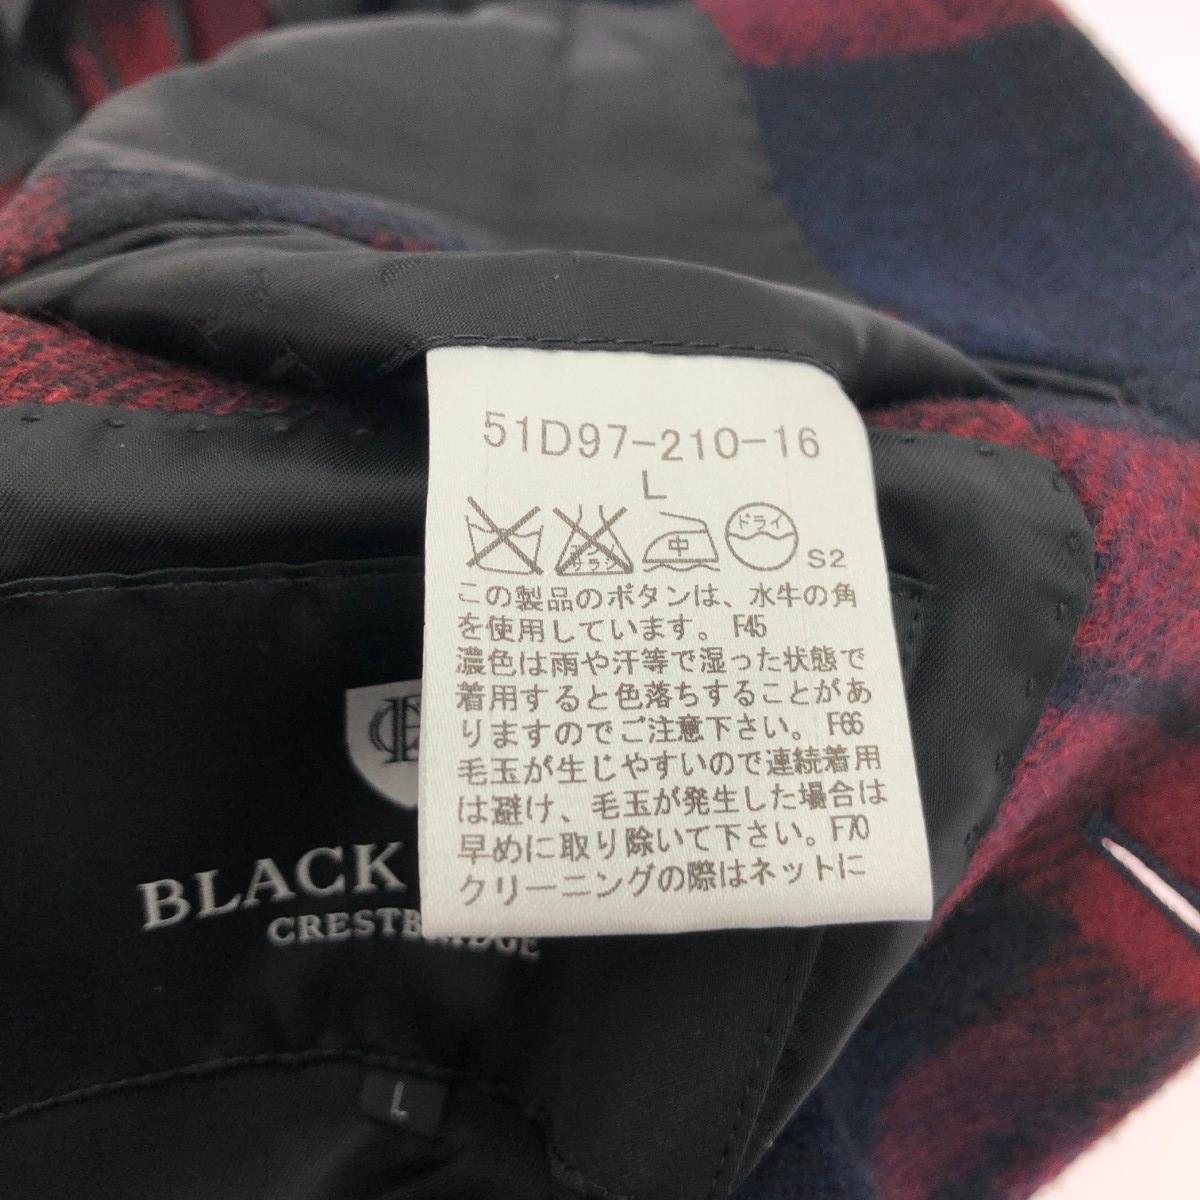 51D97-210-16
L
エンソ
サラシ
中
ドライ
S2
この製品のボタンは、水牛の角
を使用しています。 F45
濃色は雨や汗等で湿った状態で
着用すると色落ちすることがあ
りますのでご注意下さい。 F66
毛玉が生じやすいので連続着用
は避け、毛玉が発生した場合は
早めに取り除いて下さい。F70
クリーニングの際はネットに
BLACK
CRESTBRIDGE
L